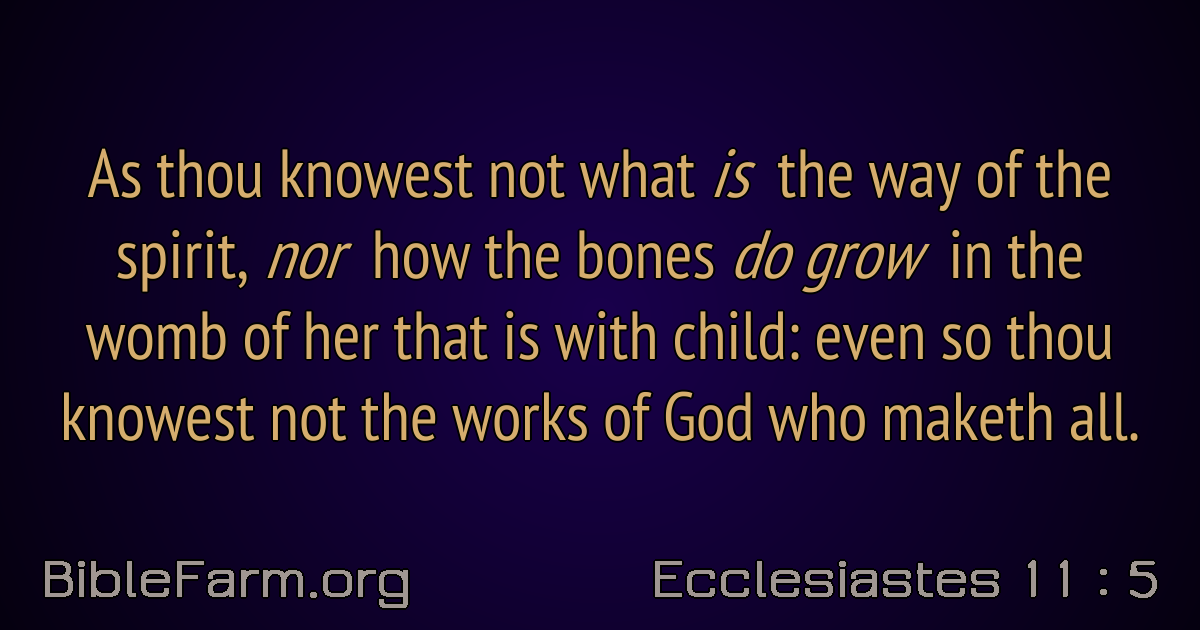 As thou knowest not what is the way of the
spirit, nor how the bones do grow in the
womb of her that is with child: even so thou
knowest not the works of God who maketh all.
BibleFarm.org
Ecclesiastes 11 : 5